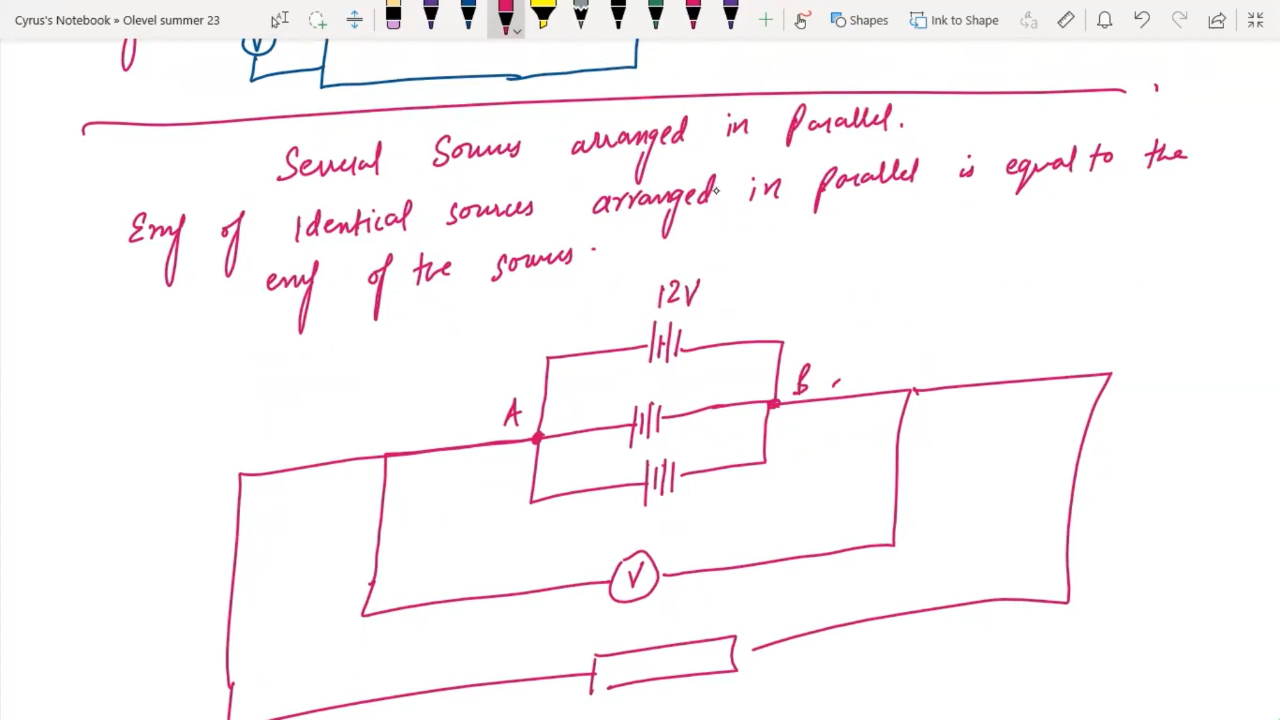 Cyrus's Notebook » Olevel summer 23
Shapes
Ink to Shape
V
Several Sources arranged in Parallel.
Emf of Identical sources arranged in parallel is equal to the
emf of the sources.
12V
B
A
V